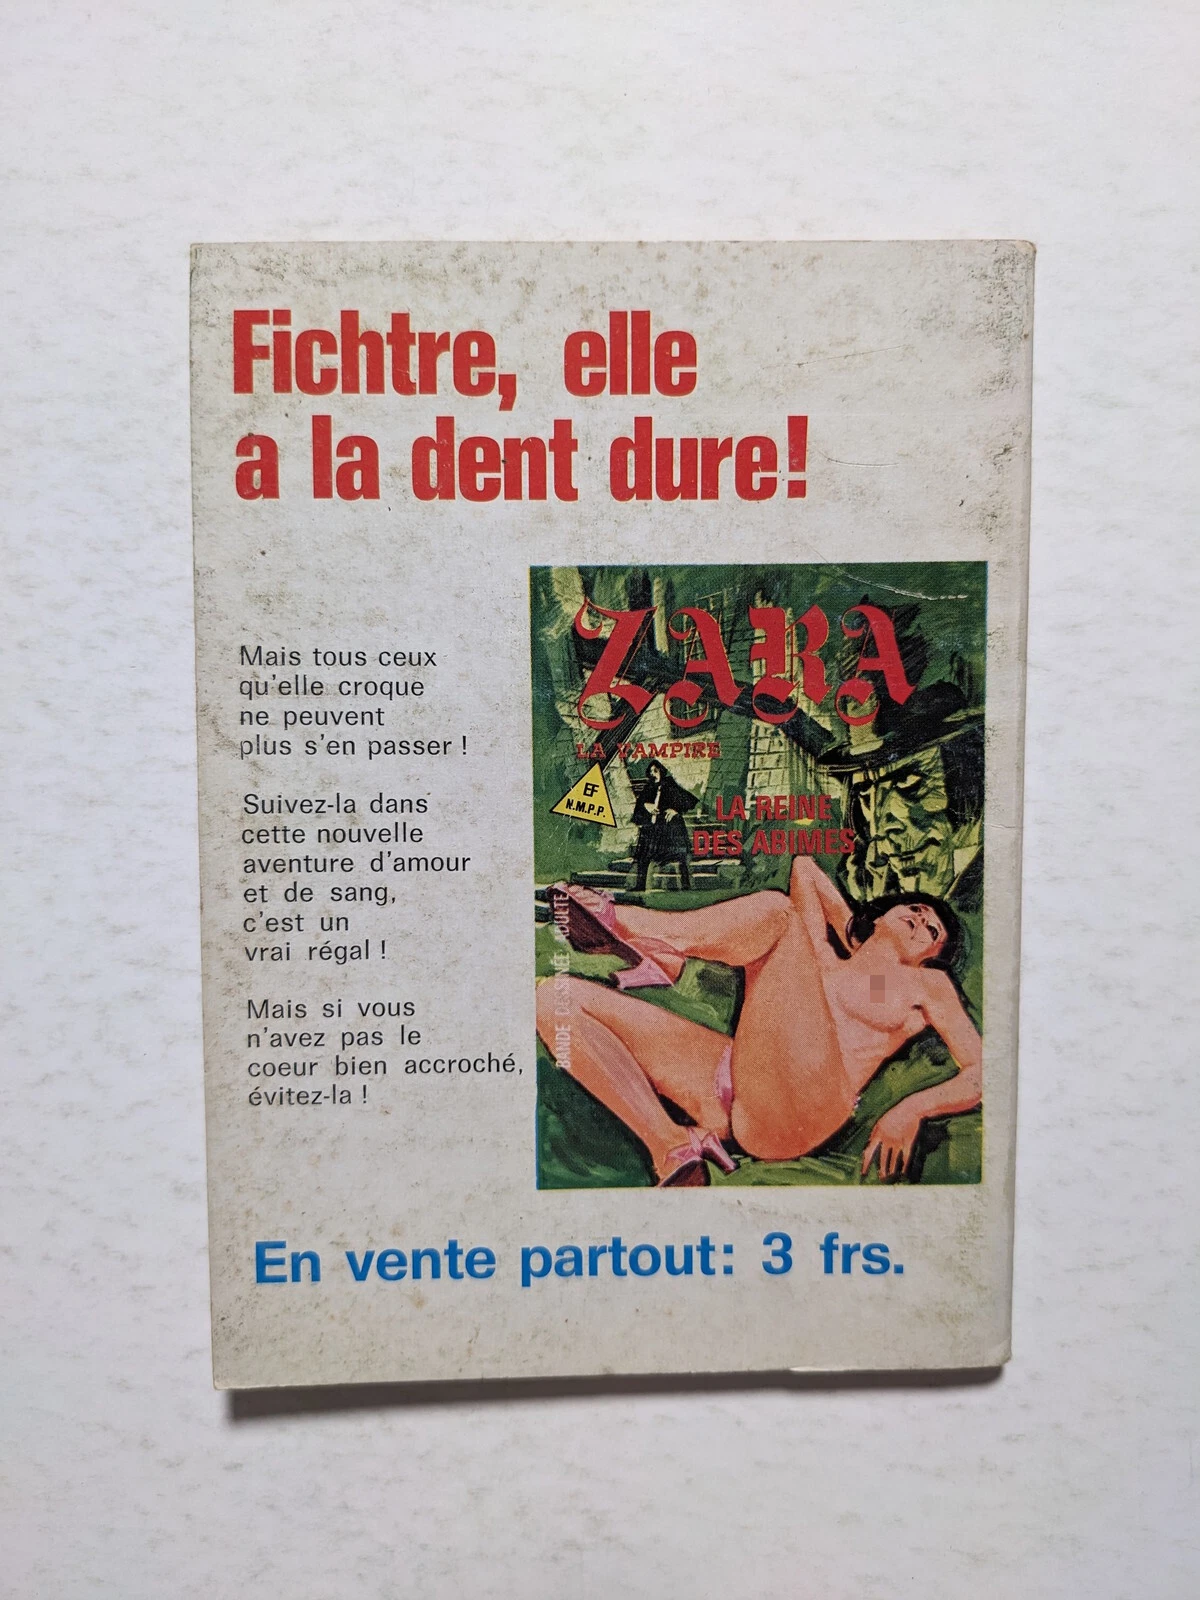 Fichtre, elle
a la dent dure!
Mais tous ceux
qu'elle croque
ne peuvent
plus s'en passer !
Suivez-la dans
cette nouvelle
aventure d'amour
et de sang,
c'est un
vrai régal !
Mais si vous
n'avez pas le
coeur bien accroché,
évitez-la !
ZARA
LA VAMPIRE
EF
N.M.P.P.
LA REINE
DES ABIMES
BANDE DESSINÉE ADULTE
En vente partout: 3 frs.